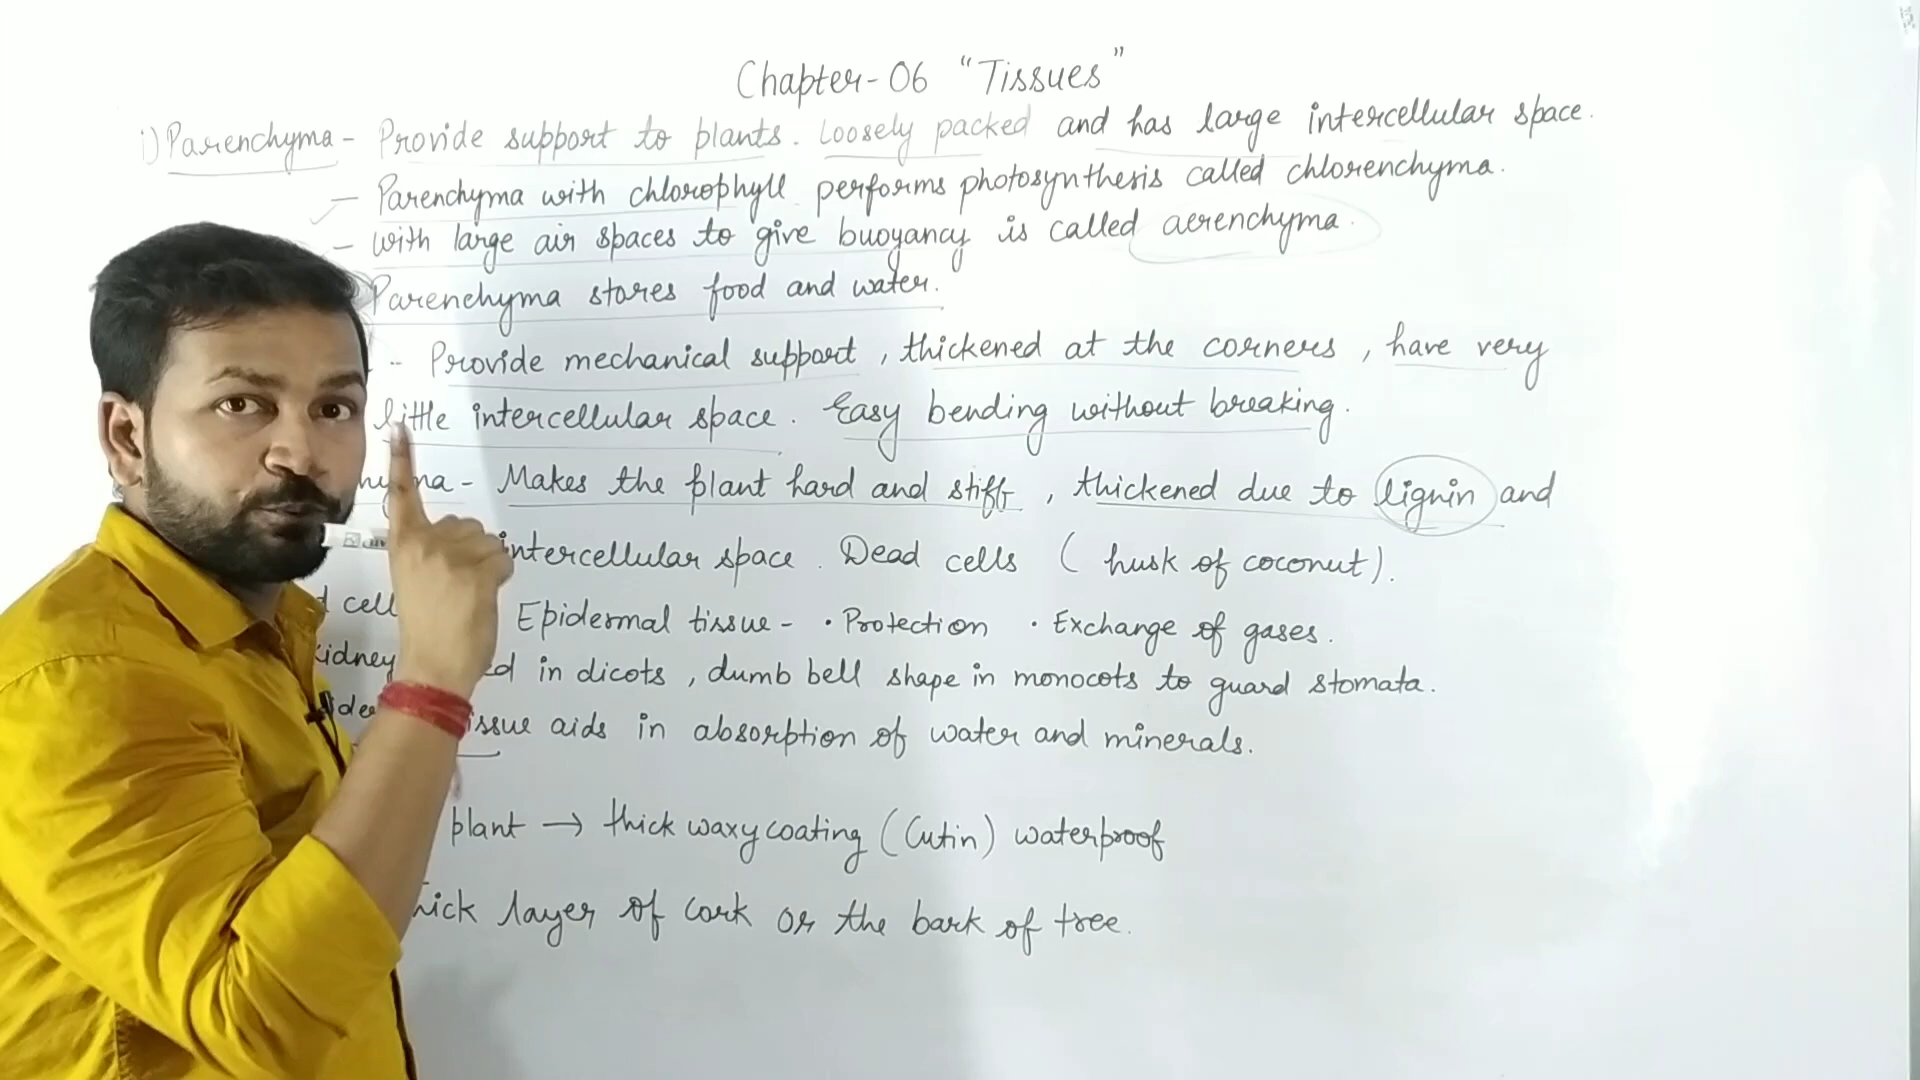 Chapter-06 "Tissues"
i) Parenchyma - Provide support to plants. Loosely packed and has large intercellular space.
- Parenchyma with chlorophyll performs photosynthesis called chlorenchyma.
- with large air spaces to give buoyancy is called aerenchyma.
Parenchyma stores food and water.
- Provide mechanical support, thickened at the corners, have very
little intercellular space. Easy bending without breaking.
- Makes the plant hard and stiff, thickened due to lignin and
intercellular space. Dead cells (husk of coconut).
cell Epidermal tissue - • Protection • Exchange of gases.
kidney in dicots, dumb bell shape in monocots to guard stomata.
tissue aids in absorption of water and minerals.
plant → thick waxy coating (Cutin) waterproof
layer of cork or the bark of tree.